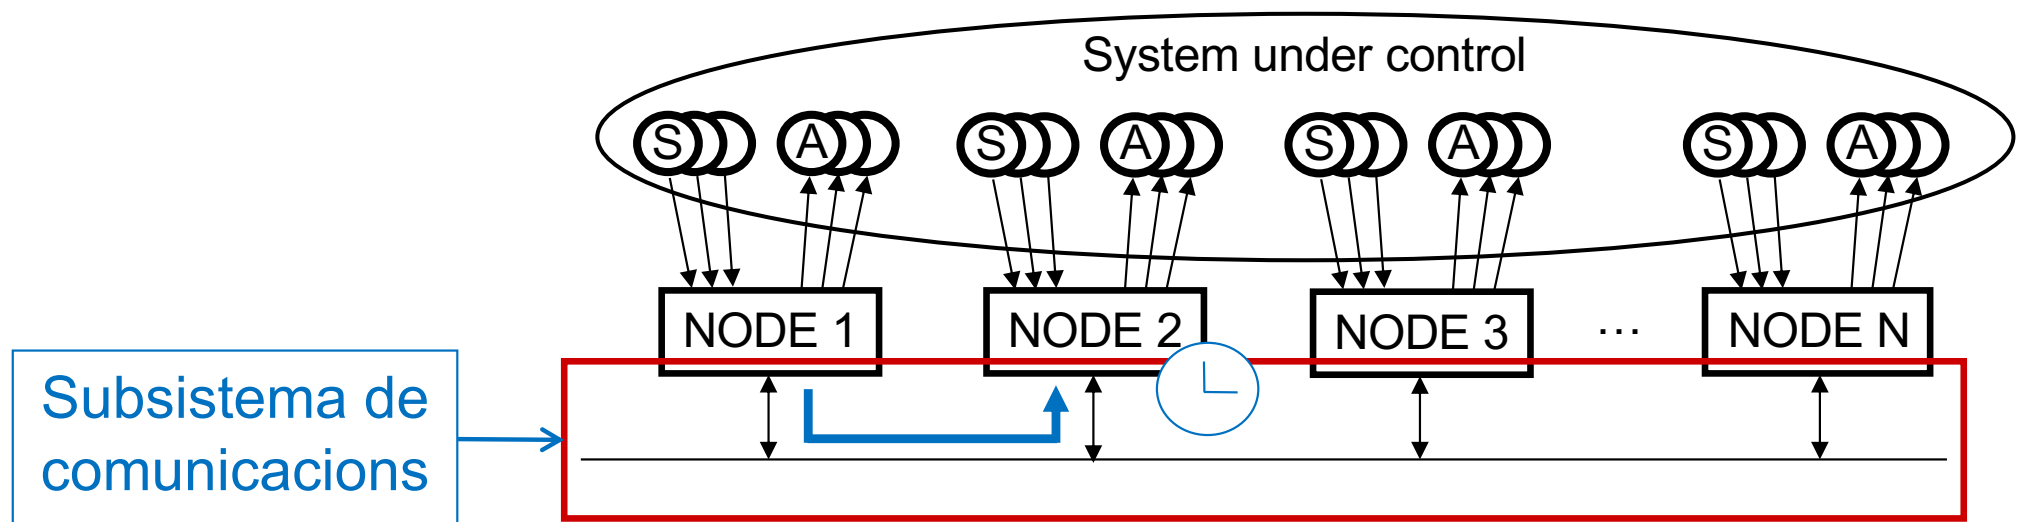 System under control
S A S A S A S A
NODE 1 NODE 2 NODE 3 ... NODE N
Subsistema de
comunicacions